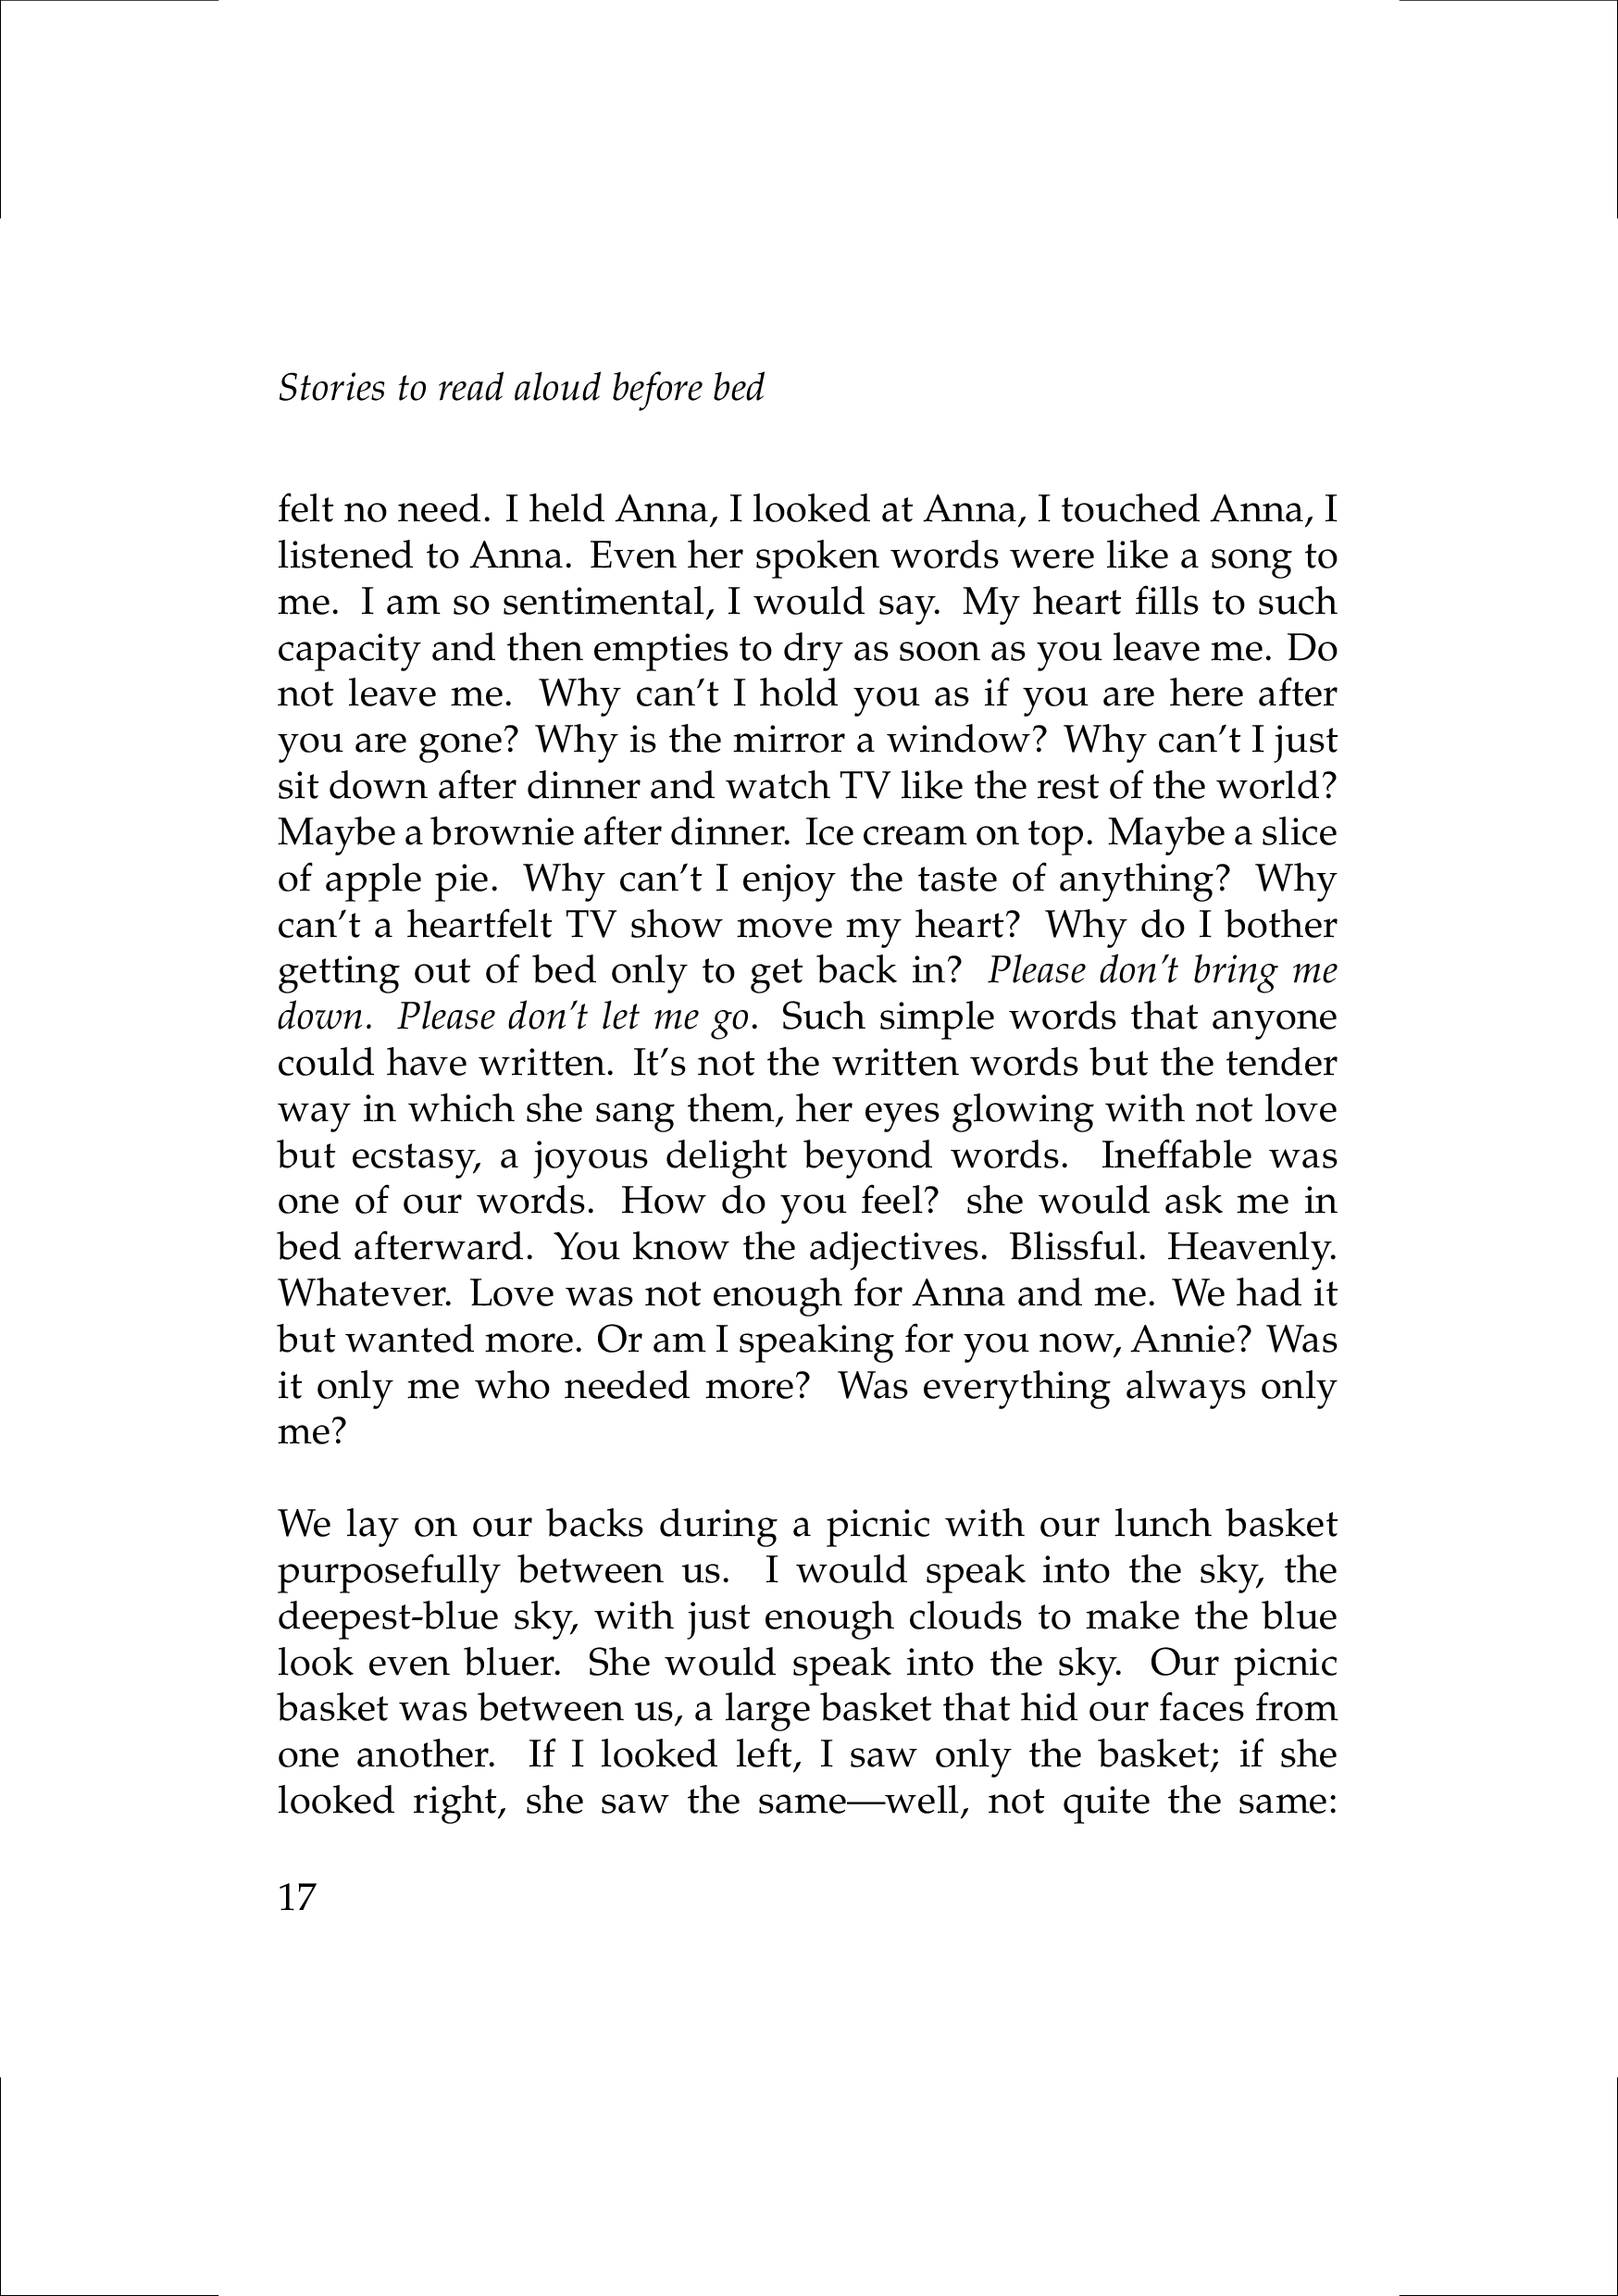 Stories to read aloud before bed
felt no need. I held Anna, I looked at Anna, I touched Anna, I
listened to Anna. Even her spoken words were like a song to
me. I am so sentimental, I would say. My heart fills to such
capacity and then empties to dry as soon as you leave me. Do
not leave me. Why can’t I hold you as if you are here after
you are gone? Why is the mirror a window? Why can’t I just
sit down after dinner and watch TV like the rest of the world?
Maybe a brownie after dinner. Ice cream on top. Maybe a slice
of apple pie. Why can’t I enjoy the taste of anything? Why
can’t a heartfelt TV show move my heart? Why do I bother
getting out of bed only to get back in? Please don’t bring me
down. Please don’t let me go. Such simple words that anyone
could have written. It’s not the written words but the tender
way in which she sang them, her eyes glowing with not love
but ecstasy, a joyous delight beyond words. Ineffable was
one of our words. How do you feel? she would ask me in
bed afterward. You know the adjectives. Blissful. Heavenly.
Whatever. Love was not enough for Anna and me. We had it
but wanted more. Or am I speaking for you now, Annie? Was
it only me who needed more? Was everything always only
me?
We lay on our backs during a picnic with our lunch basket
purposefully between us. I would speak into the sky, the
deepest-blue sky, with just enough clouds to make the blue
look even bluer. She would speak into the sky. Our picnic
basket was between us, a large basket that hid our faces from
one another. If I looked left, I saw only the basket; if she
looked right, she saw the same—well, not quite the same:
17